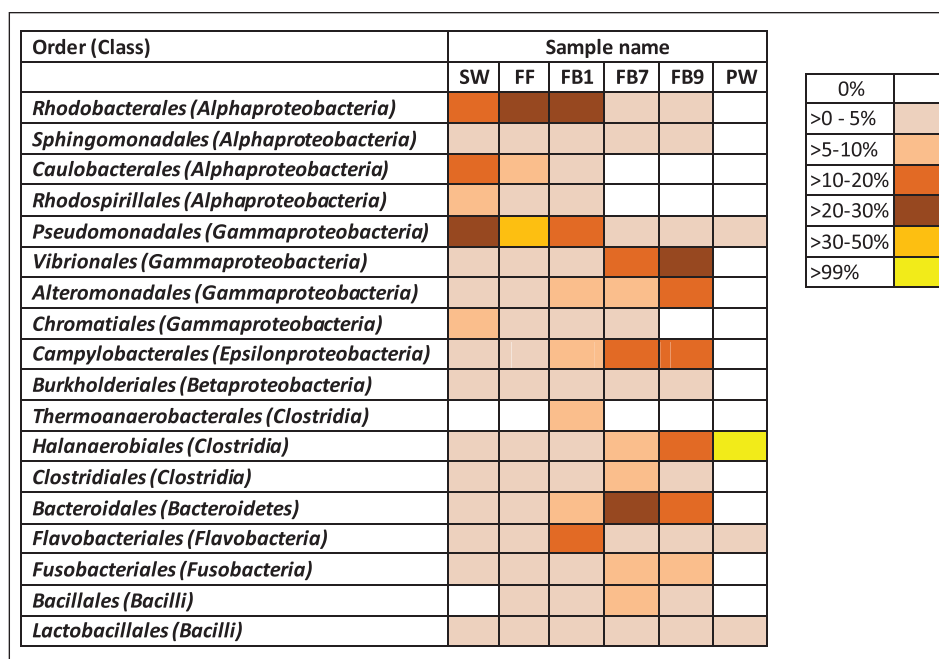 Order (Class) Sample name
SW FF FB1 FB7 FB9 PW
Rhodobacterales (Alphaproteobacteria)
Sphingomonadales (Alphaproteobacteria)
Caulobacterales (Alphaproteobacteria)
Rhodospirillales (Alphaproteobacteria)
Pseudomonadales (Gammaproteobacteria)
Vibrionales (Gammaproteobacteria)
Alteromonadales (Gammaproteobacteria)
Chromatiales (Gammaproteobacteria)
Campylobacterales (Epsilonproteobacteria)
Burkholderiales (Betaproteobacteria)
Thermoanaerobacterales (Clostridia)
Halanaerobiales (Clostridia)
Clostridiales (Clostridia)
Bacteroidales (Bacteroidetes)
Flavobacteriales (Flavobacteria)
Fusobacteriales (Fusobacteria)
Bacillales (Bacilli)
Lactobacillales (Bacilli)
0%
>0 - 5%
>5-10%
>10-20%
>20-30%
>30-50%
>99%